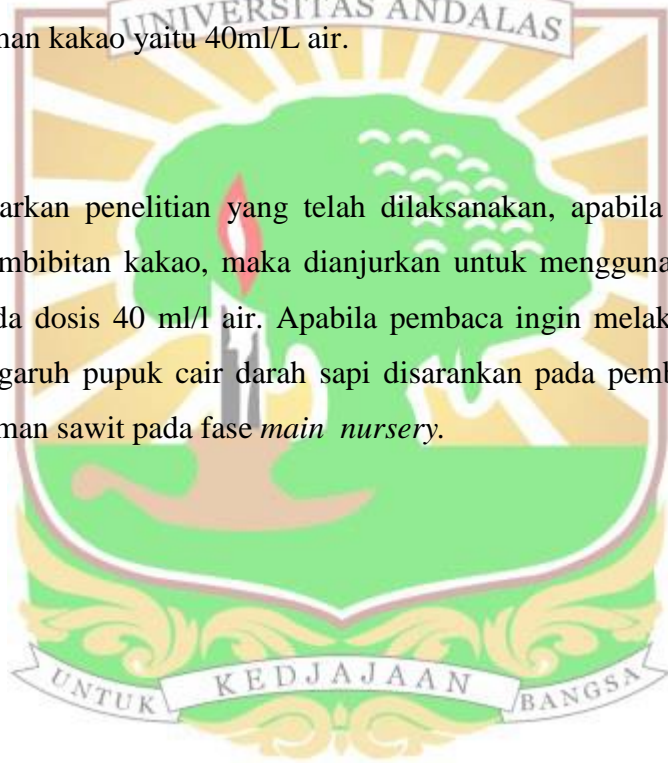 UNIVERSITAS ANDALAS
man kakao yaitu 40ml/L air.
arkan penelitian yang telah dilaksanakan, apabila
mbibitan kakao, maka dianjurkan untuk mengguna
da dosis 40 ml/l air. Apabila pembaca ingin melak
garuh pupuk cair darah sapi disarankan pada pemb
man sawit pada fase main nursery.
UNTUK KEDJAJAAN BANGSA